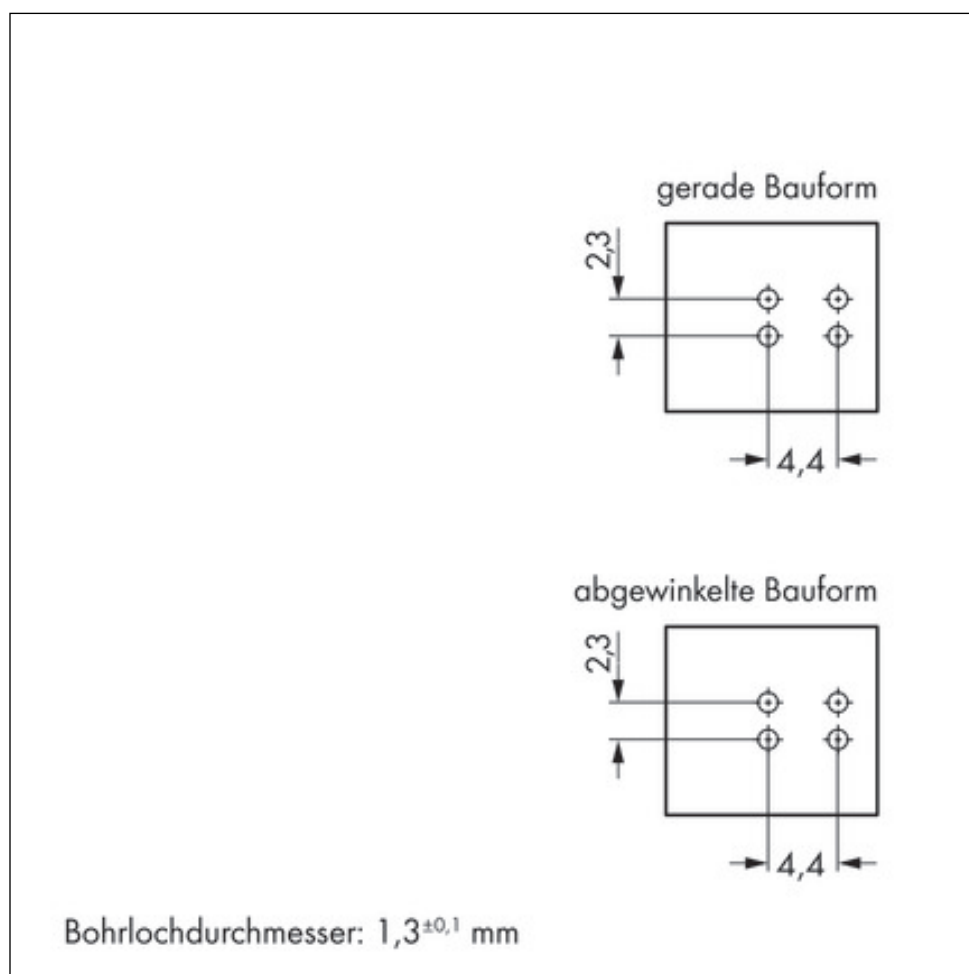 gerade Bauform
2,3
4,4
abgewinkelte Bauform
2,3
4,4
Bohrlochdurchmesser: 1,3±0,1 mm